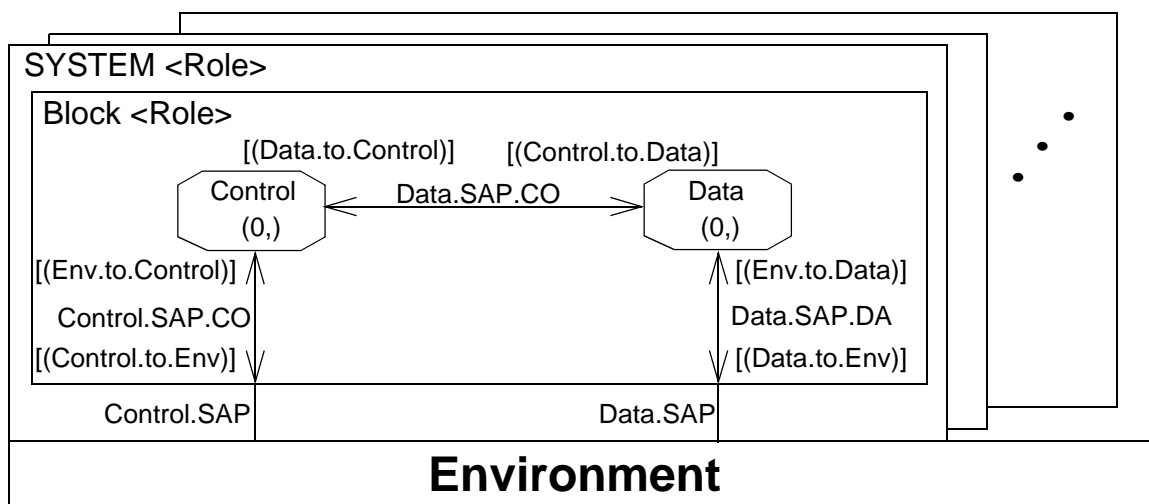 SYSTEM <Role>
Block <Role>
[(Data.to.Control)] [(Control.to.Data)]
Control Data.SAP.CO Data
(0,) (0,)
[(Env.to.Control)] [(Env.to.Data)]
Control.SAP.CO Data.SAP.DA
[(Control.to.Env)] [(Data.to.Env)]
Control.SAP Data.SAP
Environment